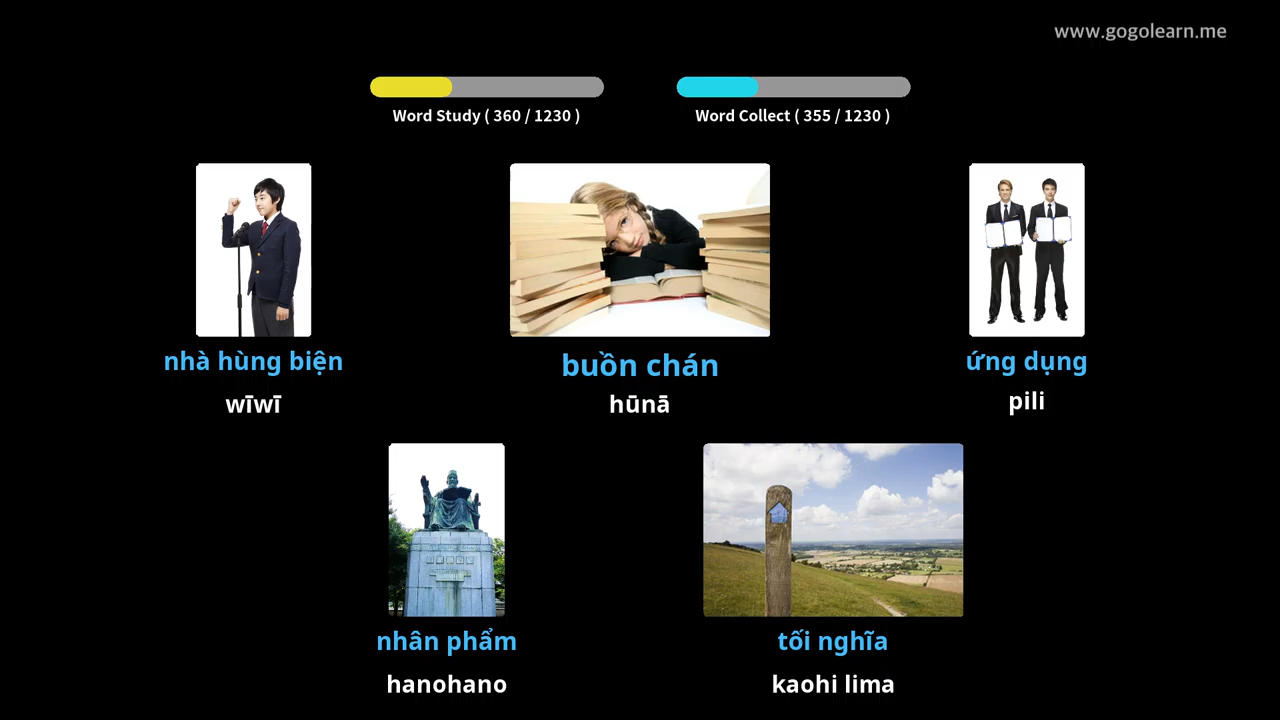 www.gogolearn.me
Word Study ( 360 / 1230 )
Word Collect ( 355 / 1230 )
nhà hùng biện
wīwī
buồn chán
hūnā
ứng dụng
pili
nhân phẩm
hanohano
tối nghĩa
kaohi lima